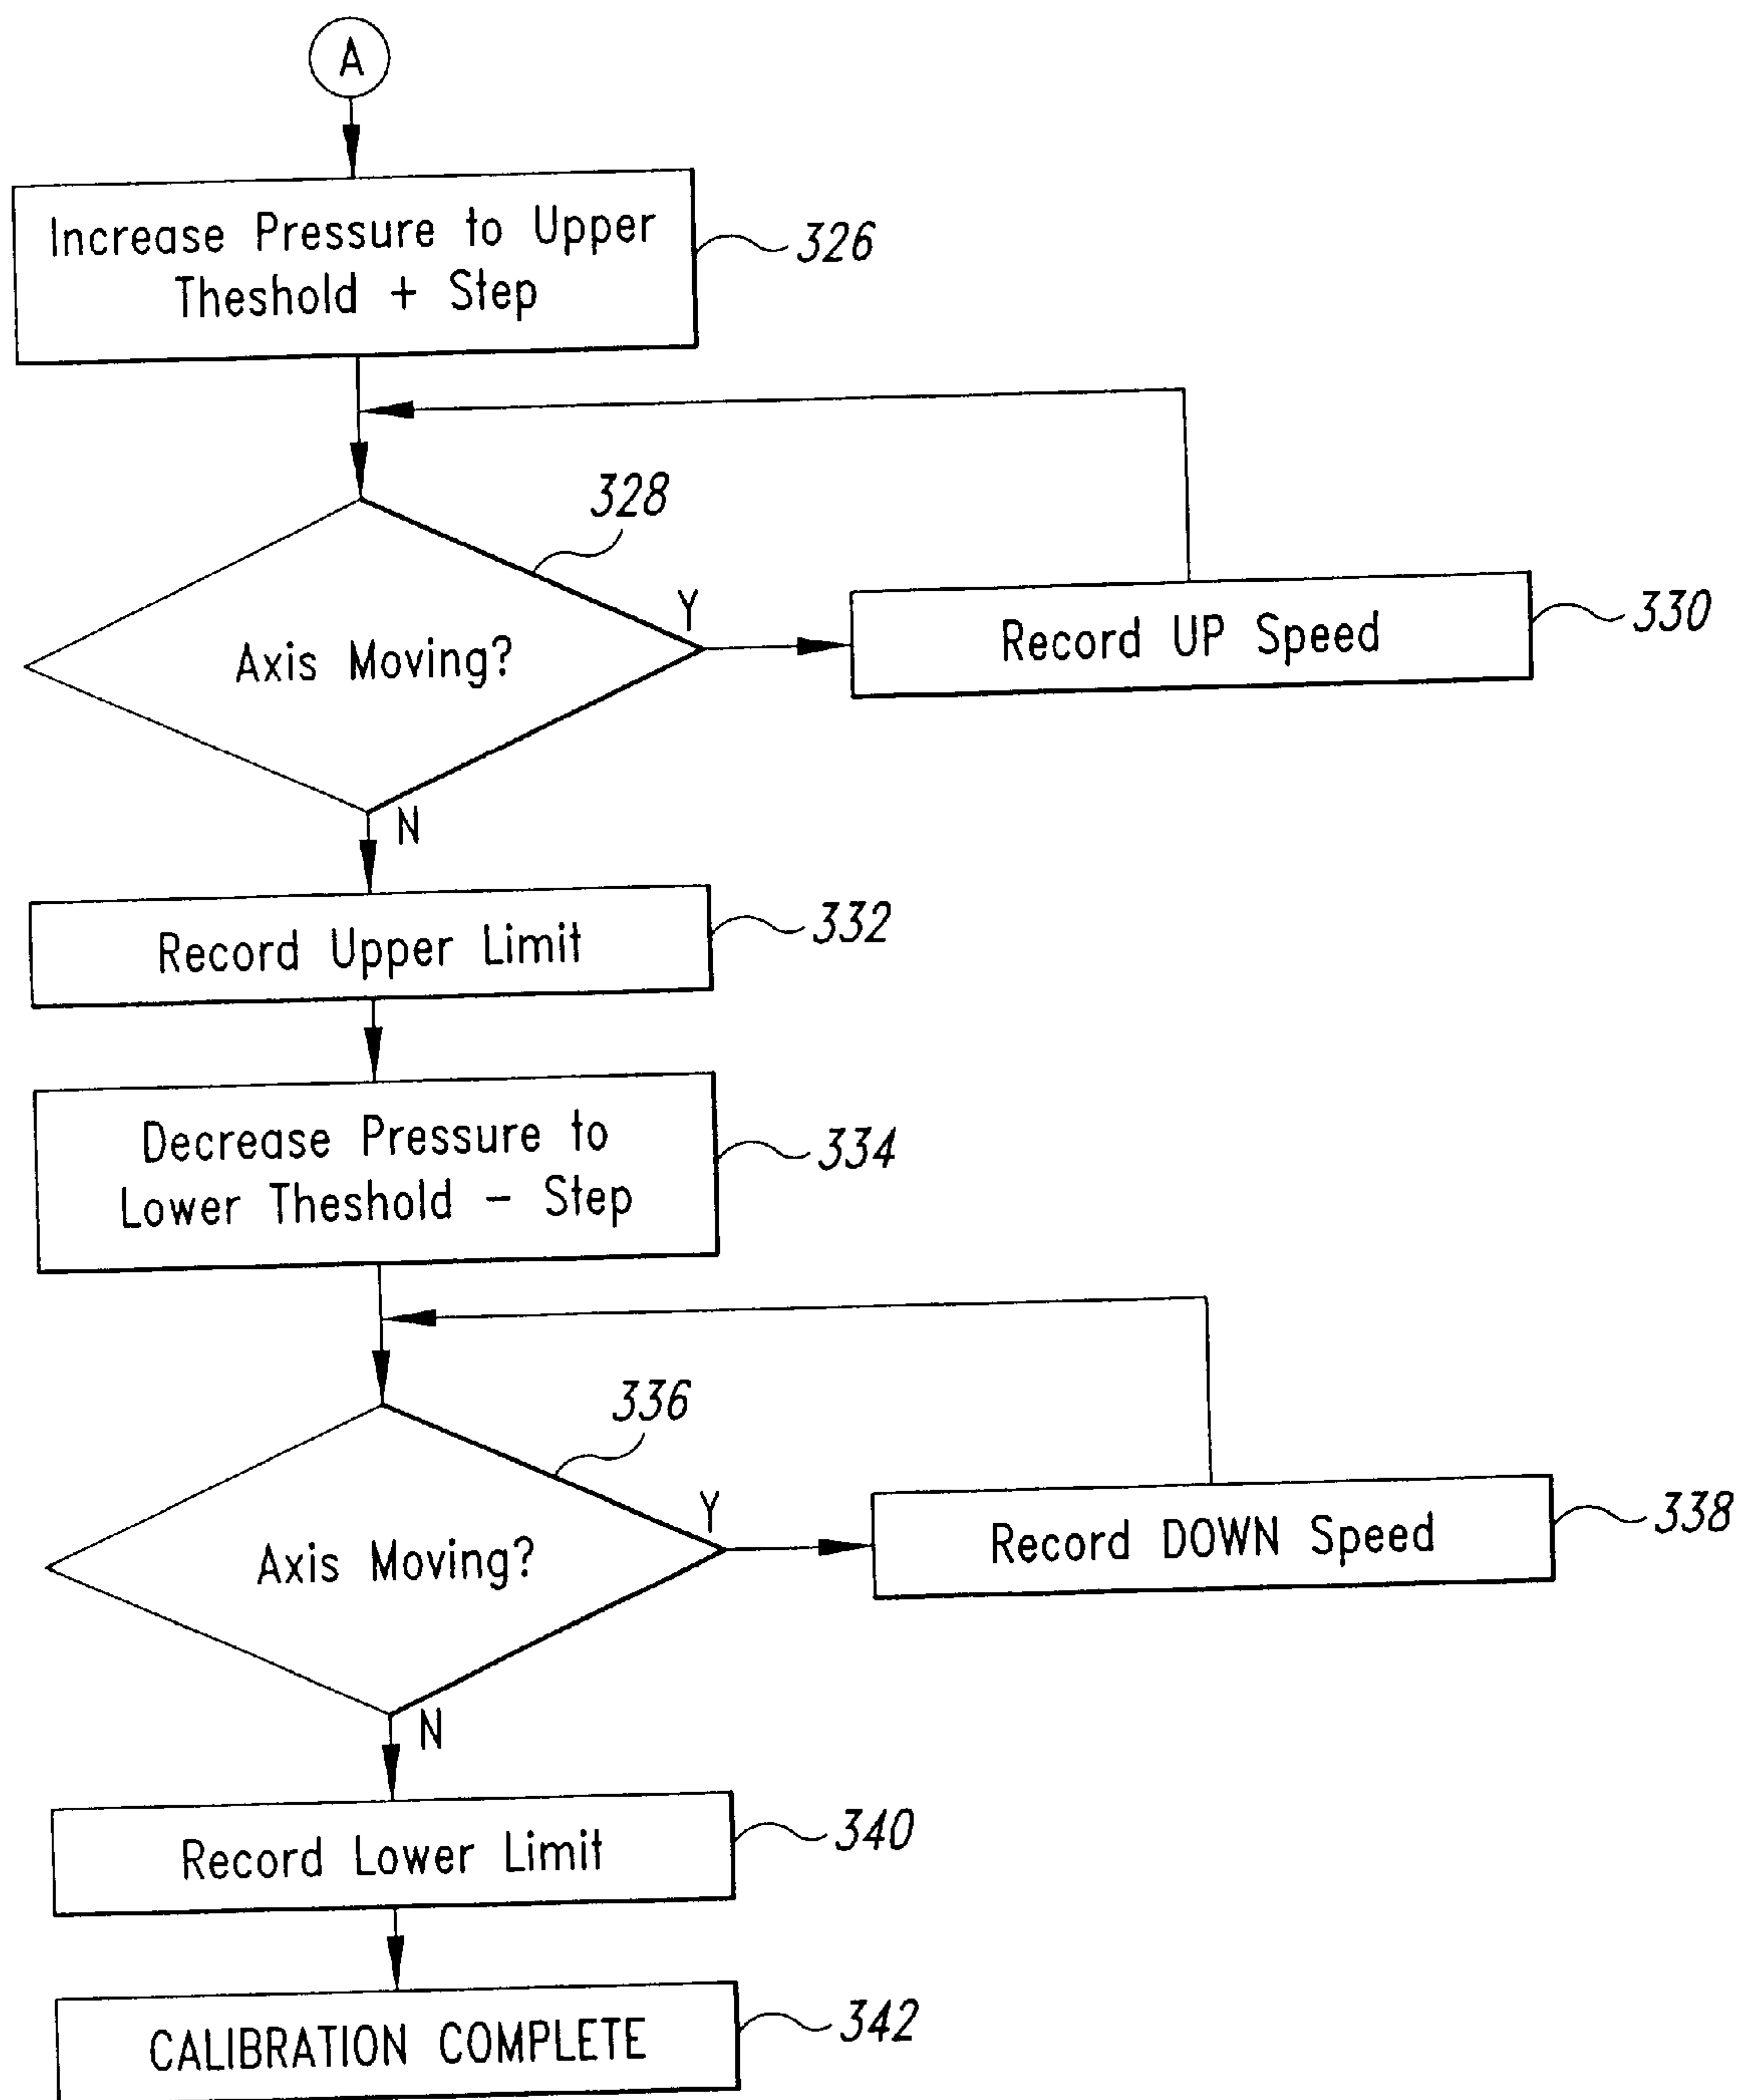 A
Increase Pressure to Upper
Theshold + Step
326
328
Y
Axis Moving?
Record UP Speed
330
N
Record Upper Limit
332
Decrease Pressure to
Lower Theshold - Step
334
336
Y
Axis Moving?
Record DOWN Speed
338
N
Record Lower Limit
340
CALIBRATION COMPLETE
342